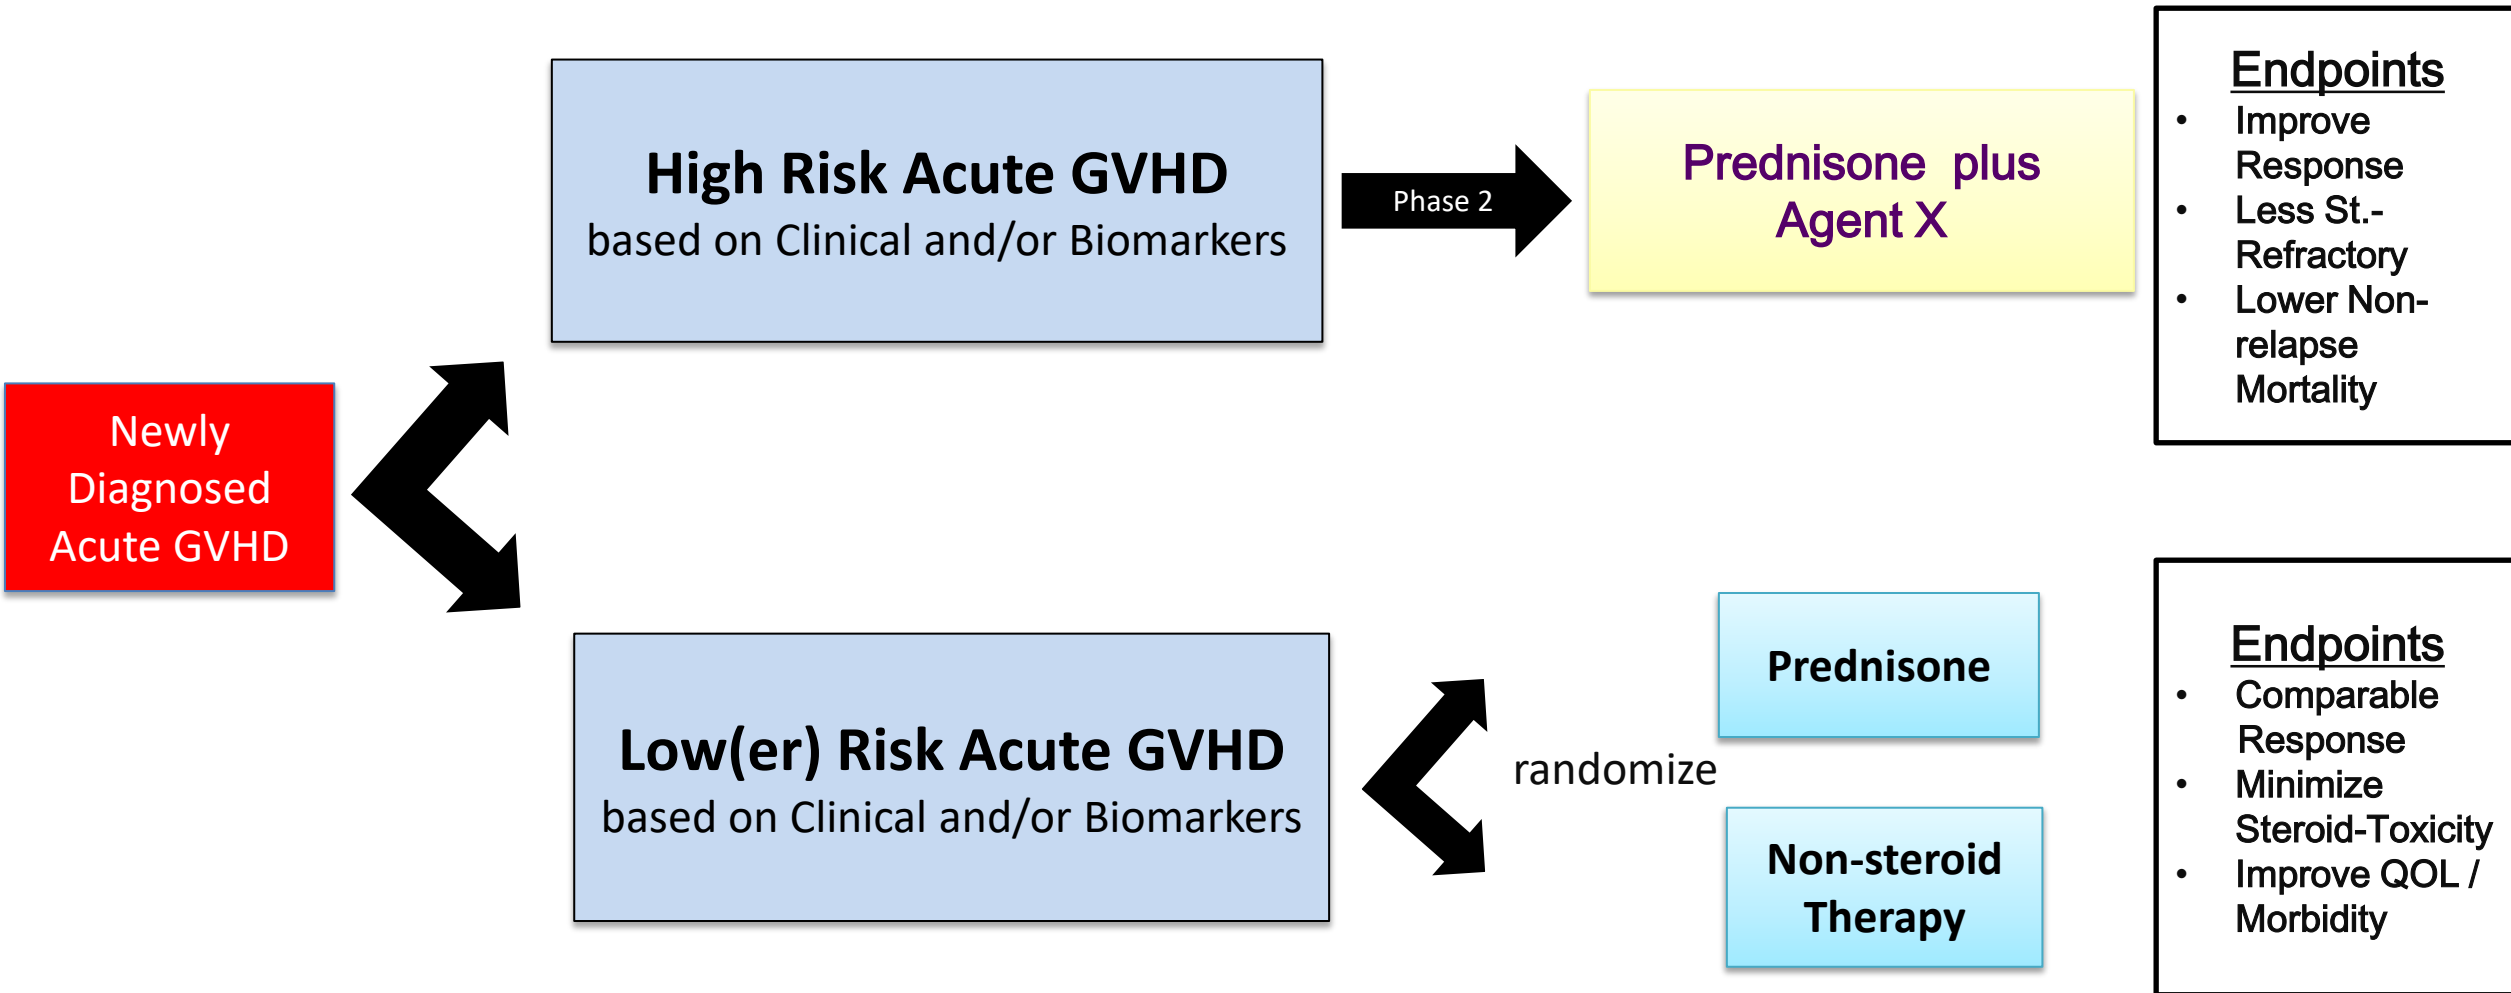 Newly
Diagnosed
Acute GVHD
High Risk Acute GVHD
based on Clinical and/or Biomarkers
Phase 2
Prednisone plus
Agent X
Endpoints
• Improve
Response
• Less St.-
Refractory
• Lower Non-
relapse
Mortality
Low(er) Risk Acute GVHD
based on Clinical and/or Biomarkers
randomize
Prednisone
Non-steroid
Therapy
Endpoints
• Comparable
Response
• Minimize
Steroid-Toxicity
• Improve QOL /
Morbidity